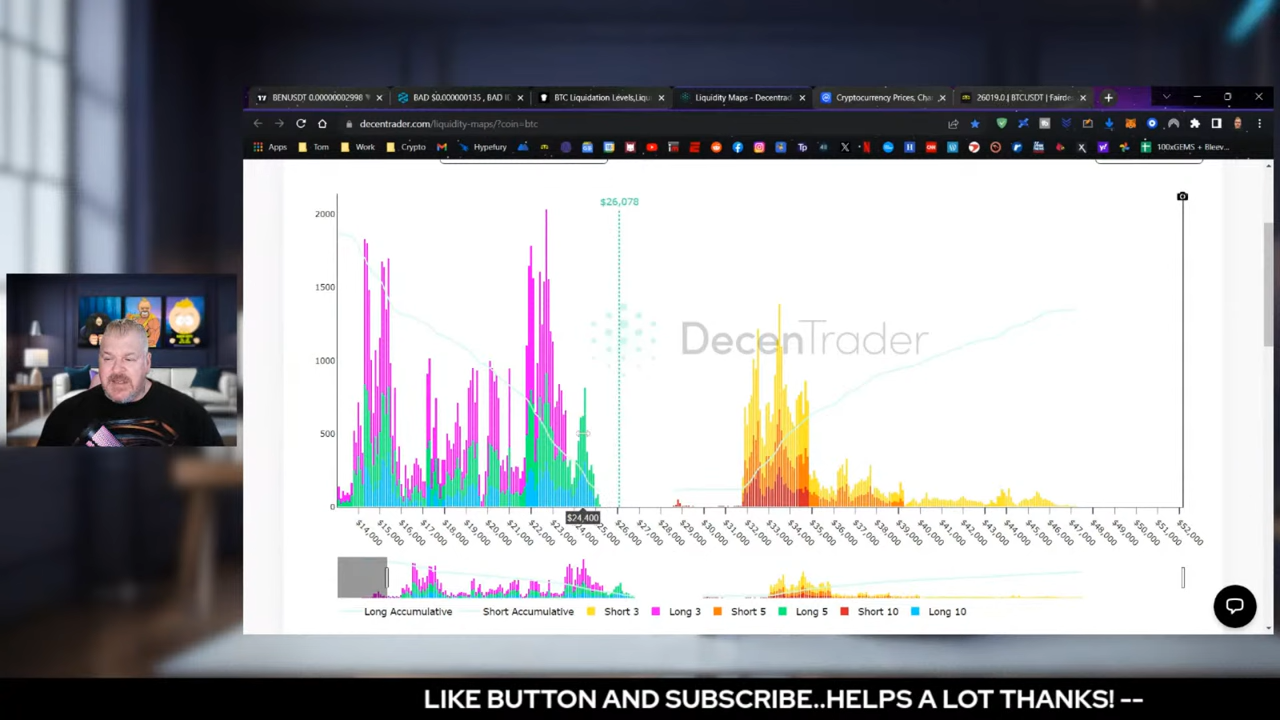 BENUSDT 0.00000002998
BAD $0.000000135 , BAD
BTC Liquidation Levels,Liqu
Liquidity Maps - Decentrad
Cryptocurrency Prices, Cha
26019.0 | BTCUSDT | Fairde
decentrader.com/liquidity-maps/?coin=btc
Apps
Tom
Work
Crypto
Hypefury
100xGEMS + Bleev...
$26,078
2000
1500
1000
500
0
DecenTrader
$24,400
$14,000
$15,000
$16,000
$17,000
$18,000
$19,000
$20,000
$21,000
$22,000
$23,000
$24,000
$25,000
$26,000
$27,000
$28,000
$29,000
$30,000
$31,000
$32,000
$33,000
$34,000
$35,000
$36,000
$37,000
$38,000
$39,000
$40,000
$41,000
$42,000
$43,000
$44,000
$45,000
$46,000
$47,000
$48,000
$49,000
$50,000
$51,000
$52,000
Long Accumulative
Short Accumulative
Short 3
Long 3
Short 5
Long 5
Short 10
Long 10
LIKE BUTTON AND SUBSCRIBE..HELPS A LOT THANKS! --